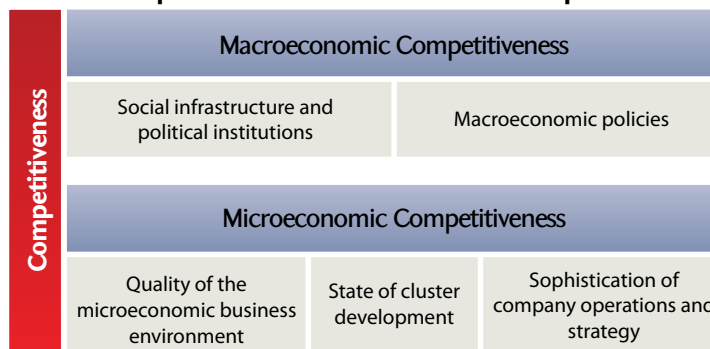 Competitiveness
Macroeconomic Competitiveness
Social infrastructure and
political institutions
Macroeconomic policies
Microeconomic Competitiveness
Quality of the
microeconomic business
environment
State of cluster
development
Sophistication of
company operations and
strategy